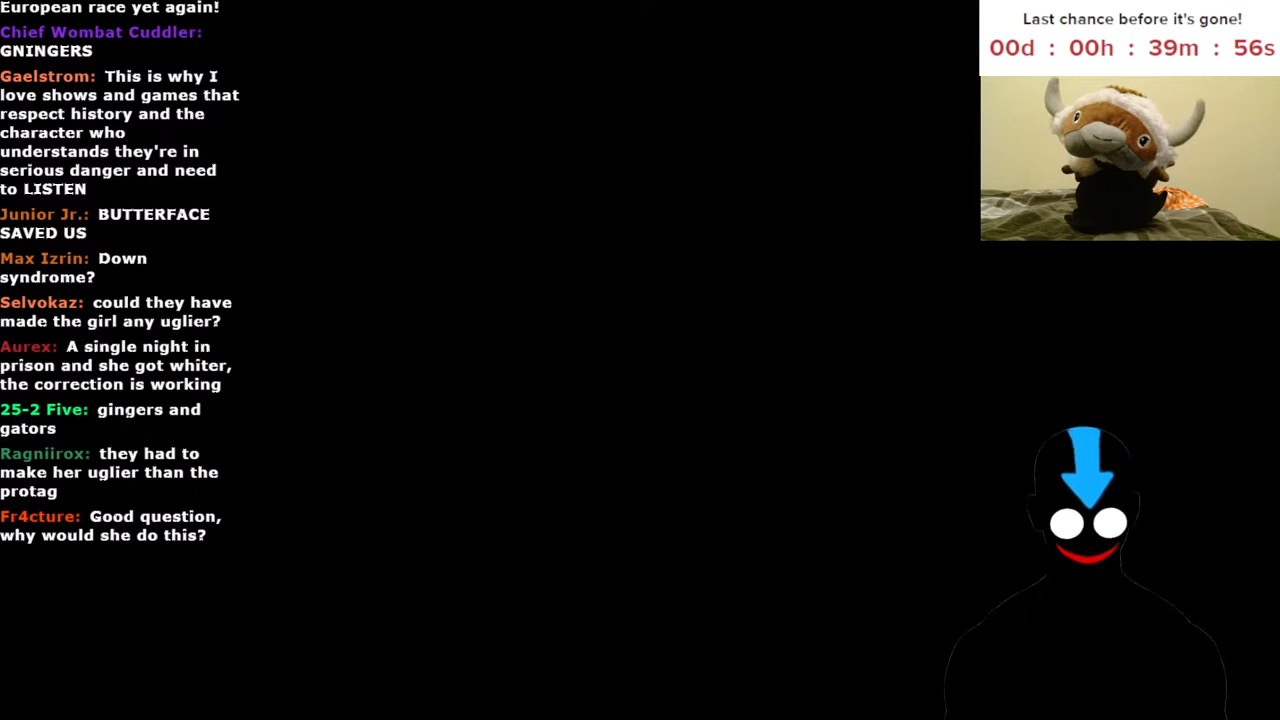 European race yet again!
Chief Wombat Cuddler:
GNINGERS
Gaelstrom: This is why I
love shows and games that
respect history and the
character who
understands they're in
serious danger and need
to LISTEN
Junior Jr.: BUTTERFACE
SAVED US
Max Izrin: Down
syndrome?
Selvokaz: could they have
made the girl any uglier?
Aurex: A single night in
prison and she got whiter,
the correction is working
25-2 Five: gingers and
gators
Ragniirox: they had to
make her uglier than the
protag
Fr4cture: Good question,
why would she do this?
Last chance before it's gone!
00d : 00h : 39m : 56s